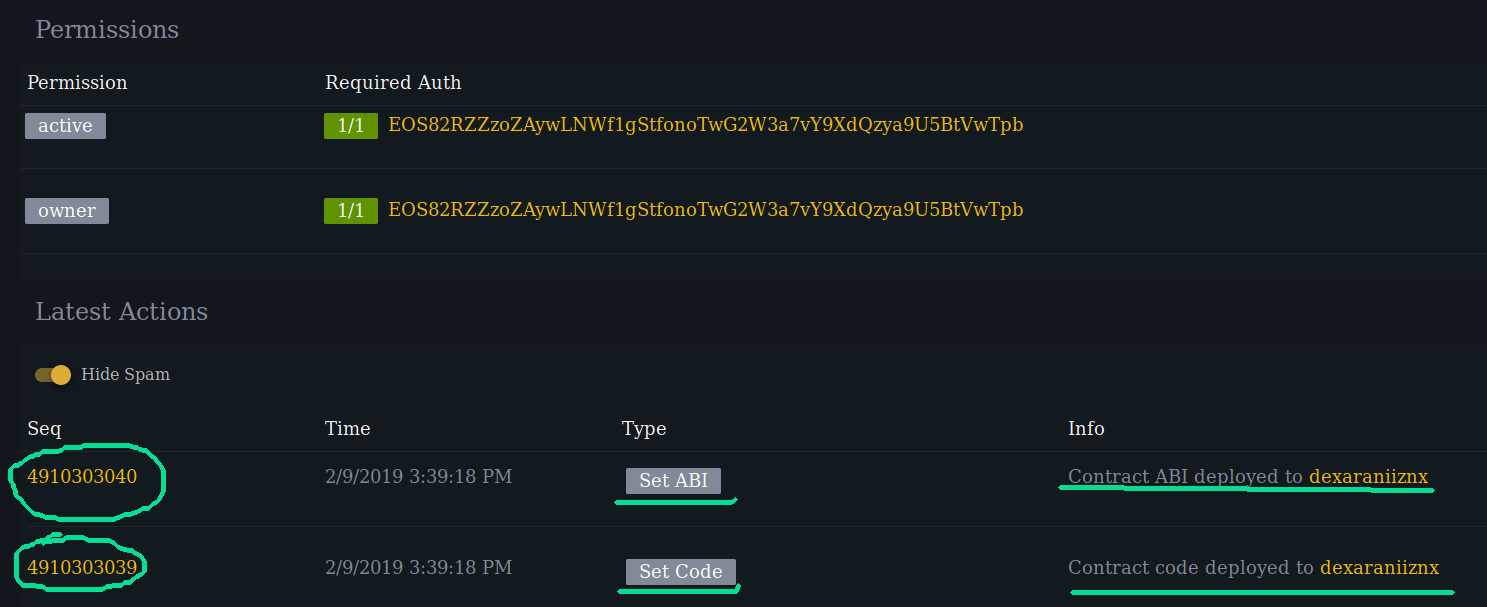 Permissions
Permission Required Auth
active 1/1 EOS82RZZzoZAywLNWf1gStfonoTwG2W3a7vY9XdQzya9U5BtVwTpb
owner 1/1 EOS82RZZzoZAywLNWf1gStfonoTwG2W3a7vY9XdQzya9U5BtVwTpb
Latest Actions
Hide Spam
Seq Time Type Info
4910303040 2/9/2019 3:39:18 PM Set ABI Contract ABI deployed to dexaraniiznx
4910303039 2/9/2019 3:39:18 PM Set Code Contract code deployed to dexaraniiznx